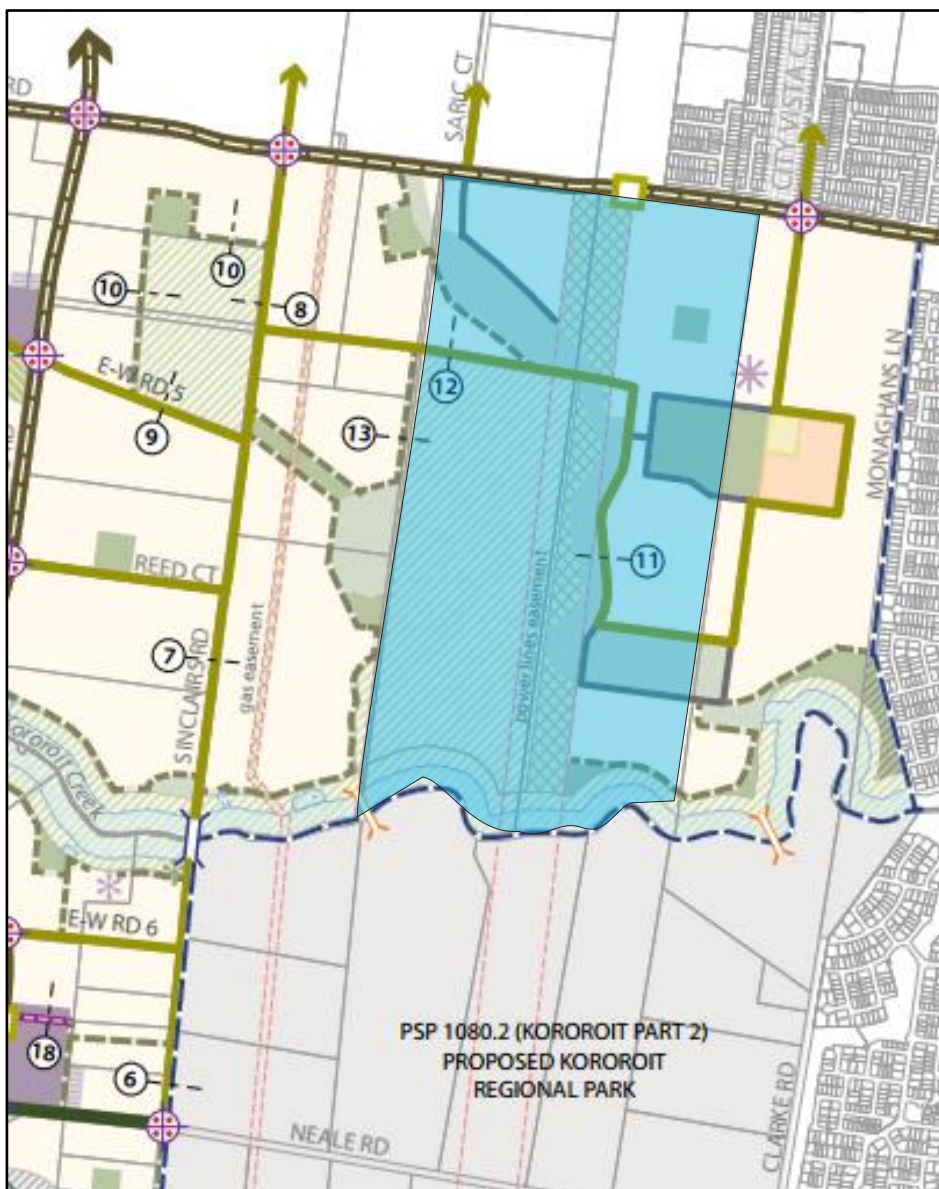 RD
SARIC CT
CITY VISTA CT
10
10
8
E-W RD 5
12
9
13
MONAGHANS LN
REED CT
11
7
gas easement
power lines easement
SINCLAIRS RD
Kororoit Creek
E-W RD 6
PSP 1080.2 (KOROROIT PART 2)
PROPOSED KOROROIT
REGIONAL PARK
18
6
NEALE RD
CLARKE RD